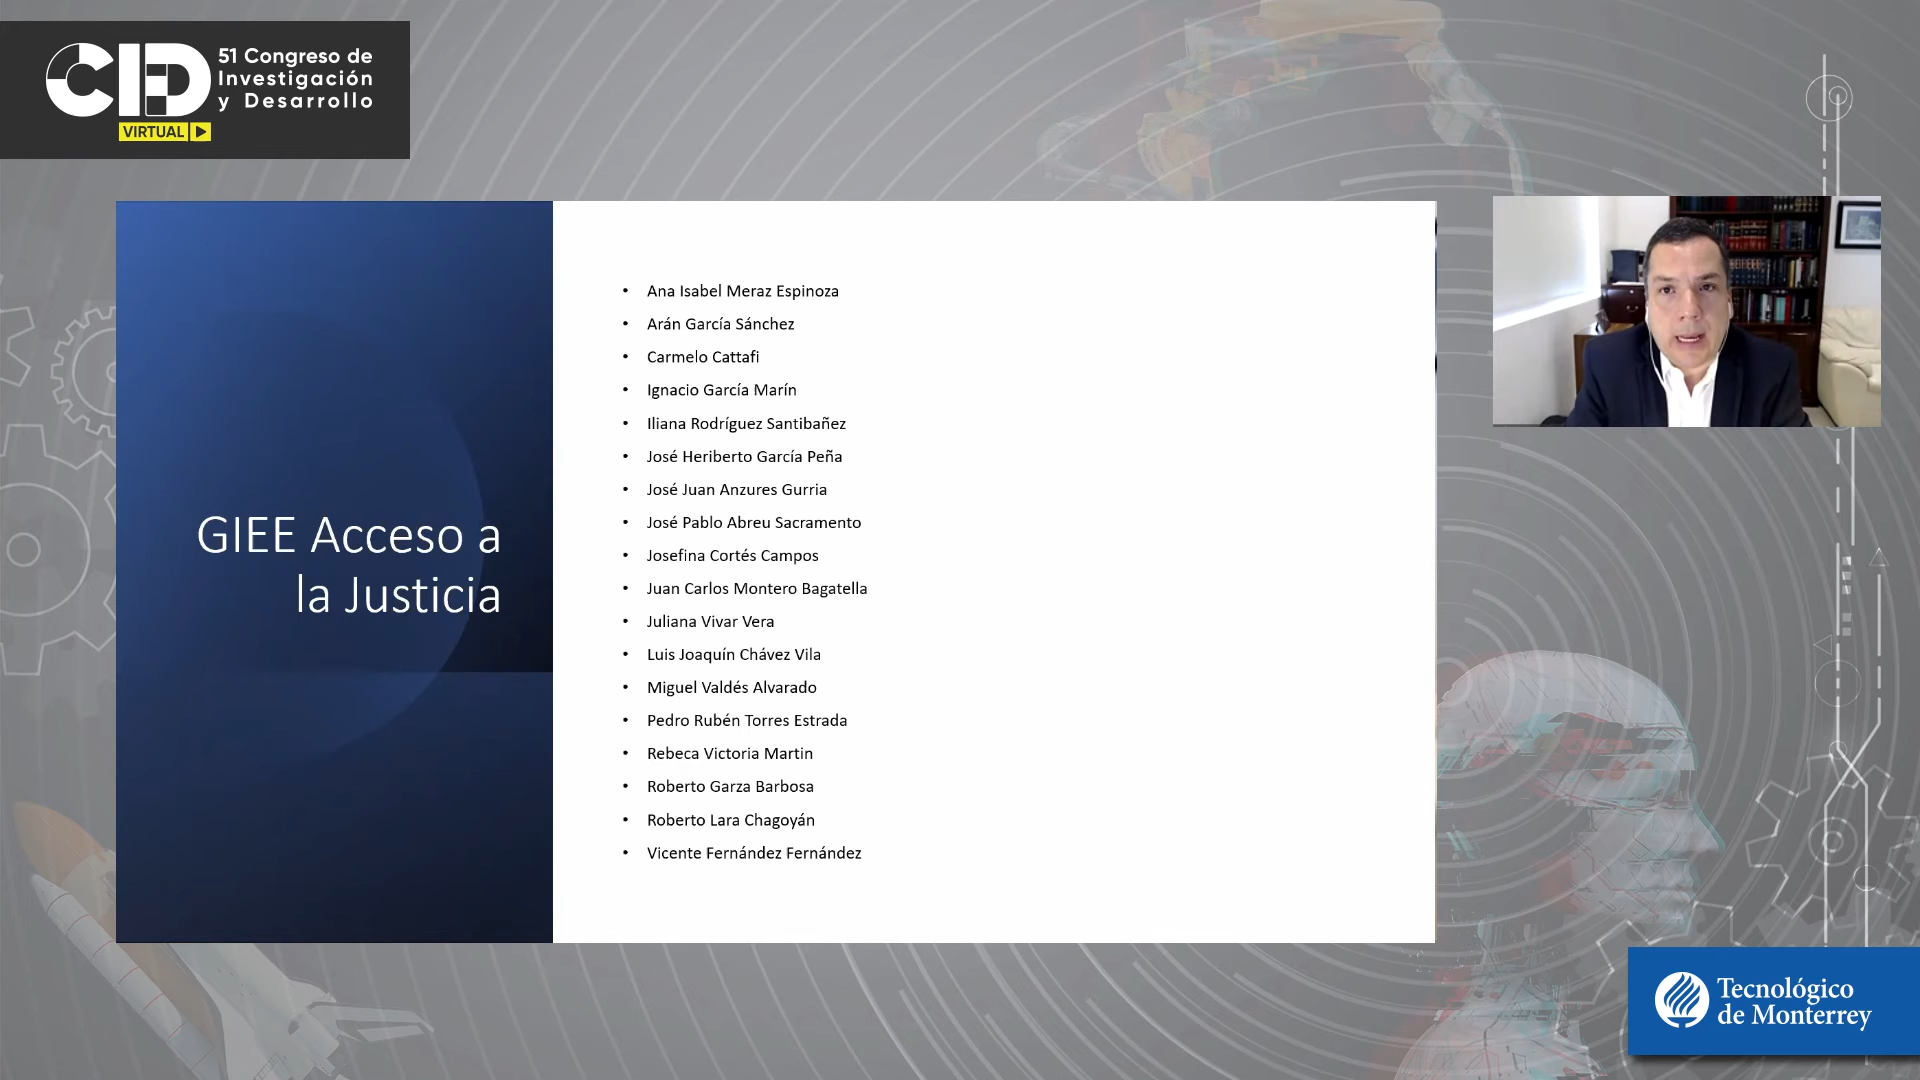 CID
51 Congreso de
Investigación
y Desarrollo
VIRTUAL
GIEE Acceso a
la Justicia
• Ana Isabel Meraz Espinoza
• Arán García Sánchez
• Carmelo Cattafi
• Ignacio García Marín
• Iliana Rodríguez Santibañez
• José Heriberto García Peña
• José Juan Anzures Gurria
• José Pablo Abreu Sacramento
• Josefina Cortés Campos
• Juan Carlos Montero Bagatella
• Juliana Vivar Vera
• Luis Joaquín Chávez Vila
• Miguel Valdés Alvarado
• Pedro Rubén Torres Estrada
• Rebeca Victoria Martin
• Roberto Garza Barbosa
• Roberto Lara Chagoyán
• Vicente Fernández Fernández
Tecnológico
de Monterrey